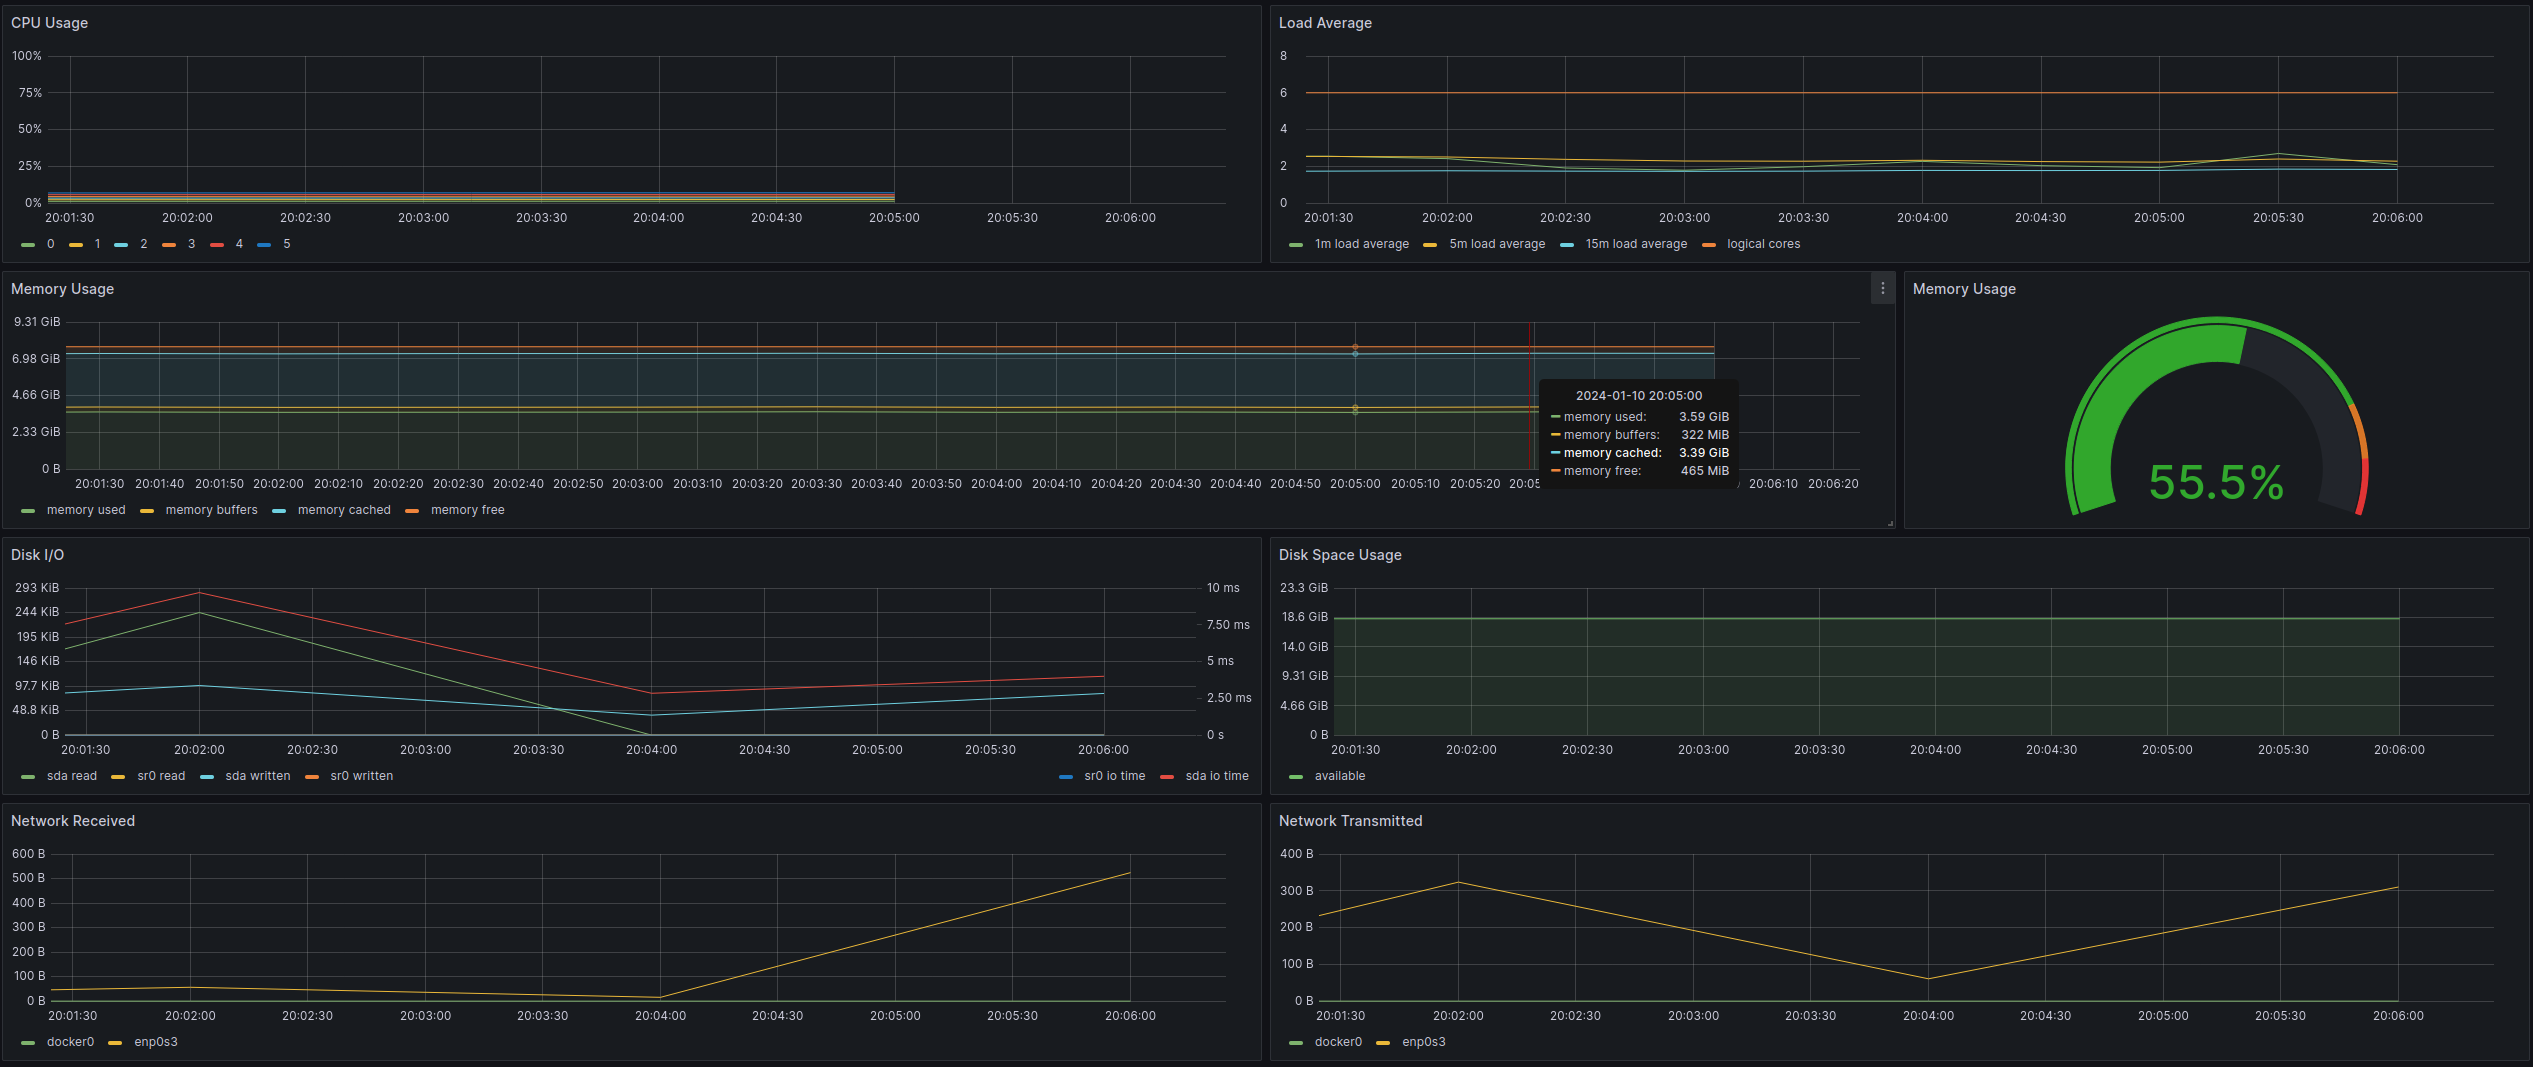 CPU Usage
100%
75%
50%
25%
0%
20:01:30 20:02:00 20:02:30 20:03:00 20:03:30 20:04:00 20:04:30 20:05:00 20:05:30 20:06:00
0 1 2 3 4 5
Load Average
8
6
4
2
0
20:01:30 20:02:00 20:02:30 20:03:00 20:03:30 20:04:00 20:04:30 20:05:00 20:05:30 20:06:00
1m load average 5m load average 15m load average logical cores
Memory Usage
9.31 GiB
6.98 GiB
4.66 GiB
2.33 GiB
0 B
20:01:30 20:01:40 20:01:50 20:02:00 20:02:10 20:02:20 20:02:30 20:02:40 20:02:50 20:03:00 20:03:10 20:03:20 20:03:30 20:03:40 20:03:50 20:04:00 20:04:10 20:04:20 20:04:30 20:04:40 20:04:50 20:05:00 20:05:10 20:05:20 20:06:10 20:06:20
memory used memory buffers memory cached memory free
2024-01-10 20:05:00
memory used: 3.59 GiB
memory buffers: 322 MiB
memory cached: 3.39 GiB
memory free: 465 MiB
Memory Usage
55.5%
Disk I/O
293 KiB
244 KiB
195 KiB
146 KiB
97.7 KiB
48.8 KiB
0 B
10 ms
7.50 ms
5 ms
2.50 ms
0 s
20:01:30 20:02:00 20:02:30 20:03:00 20:03:30 20:04:00 20:04:30 20:05:00 20:05:30 20:06:00
sda read sr0 read sda written sr0 written sr0 io time sda io time
Disk Space Usage
23.3 GiB
18.6 GiB
14.0 GiB
9.31 GiB
4.66 GiB
0 B
20:01:30 20:02:00 20:02:30 20:03:00 20:03:30 20:04:00 20:04:30 20:05:00 20:05:30 20:06:00
available
Network Received
600 B
500 B
400 B
300 B
200 B
100 B
0 B
20:01:30 20:02:00 20:02:30 20:03:00 20:03:30 20:04:00 20:04:30 20:05:00 20:05:30 20:06:00
docker0 enp0s3
Network Transmitted
400 B
300 B
200 B
100 B
0 B
20:01:30 20:02:00 20:02:30 20:03:00 20:03:30 20:04:00 20:04:30 20:05:00 20:05:30 20:06:00
docker0 enp0s3